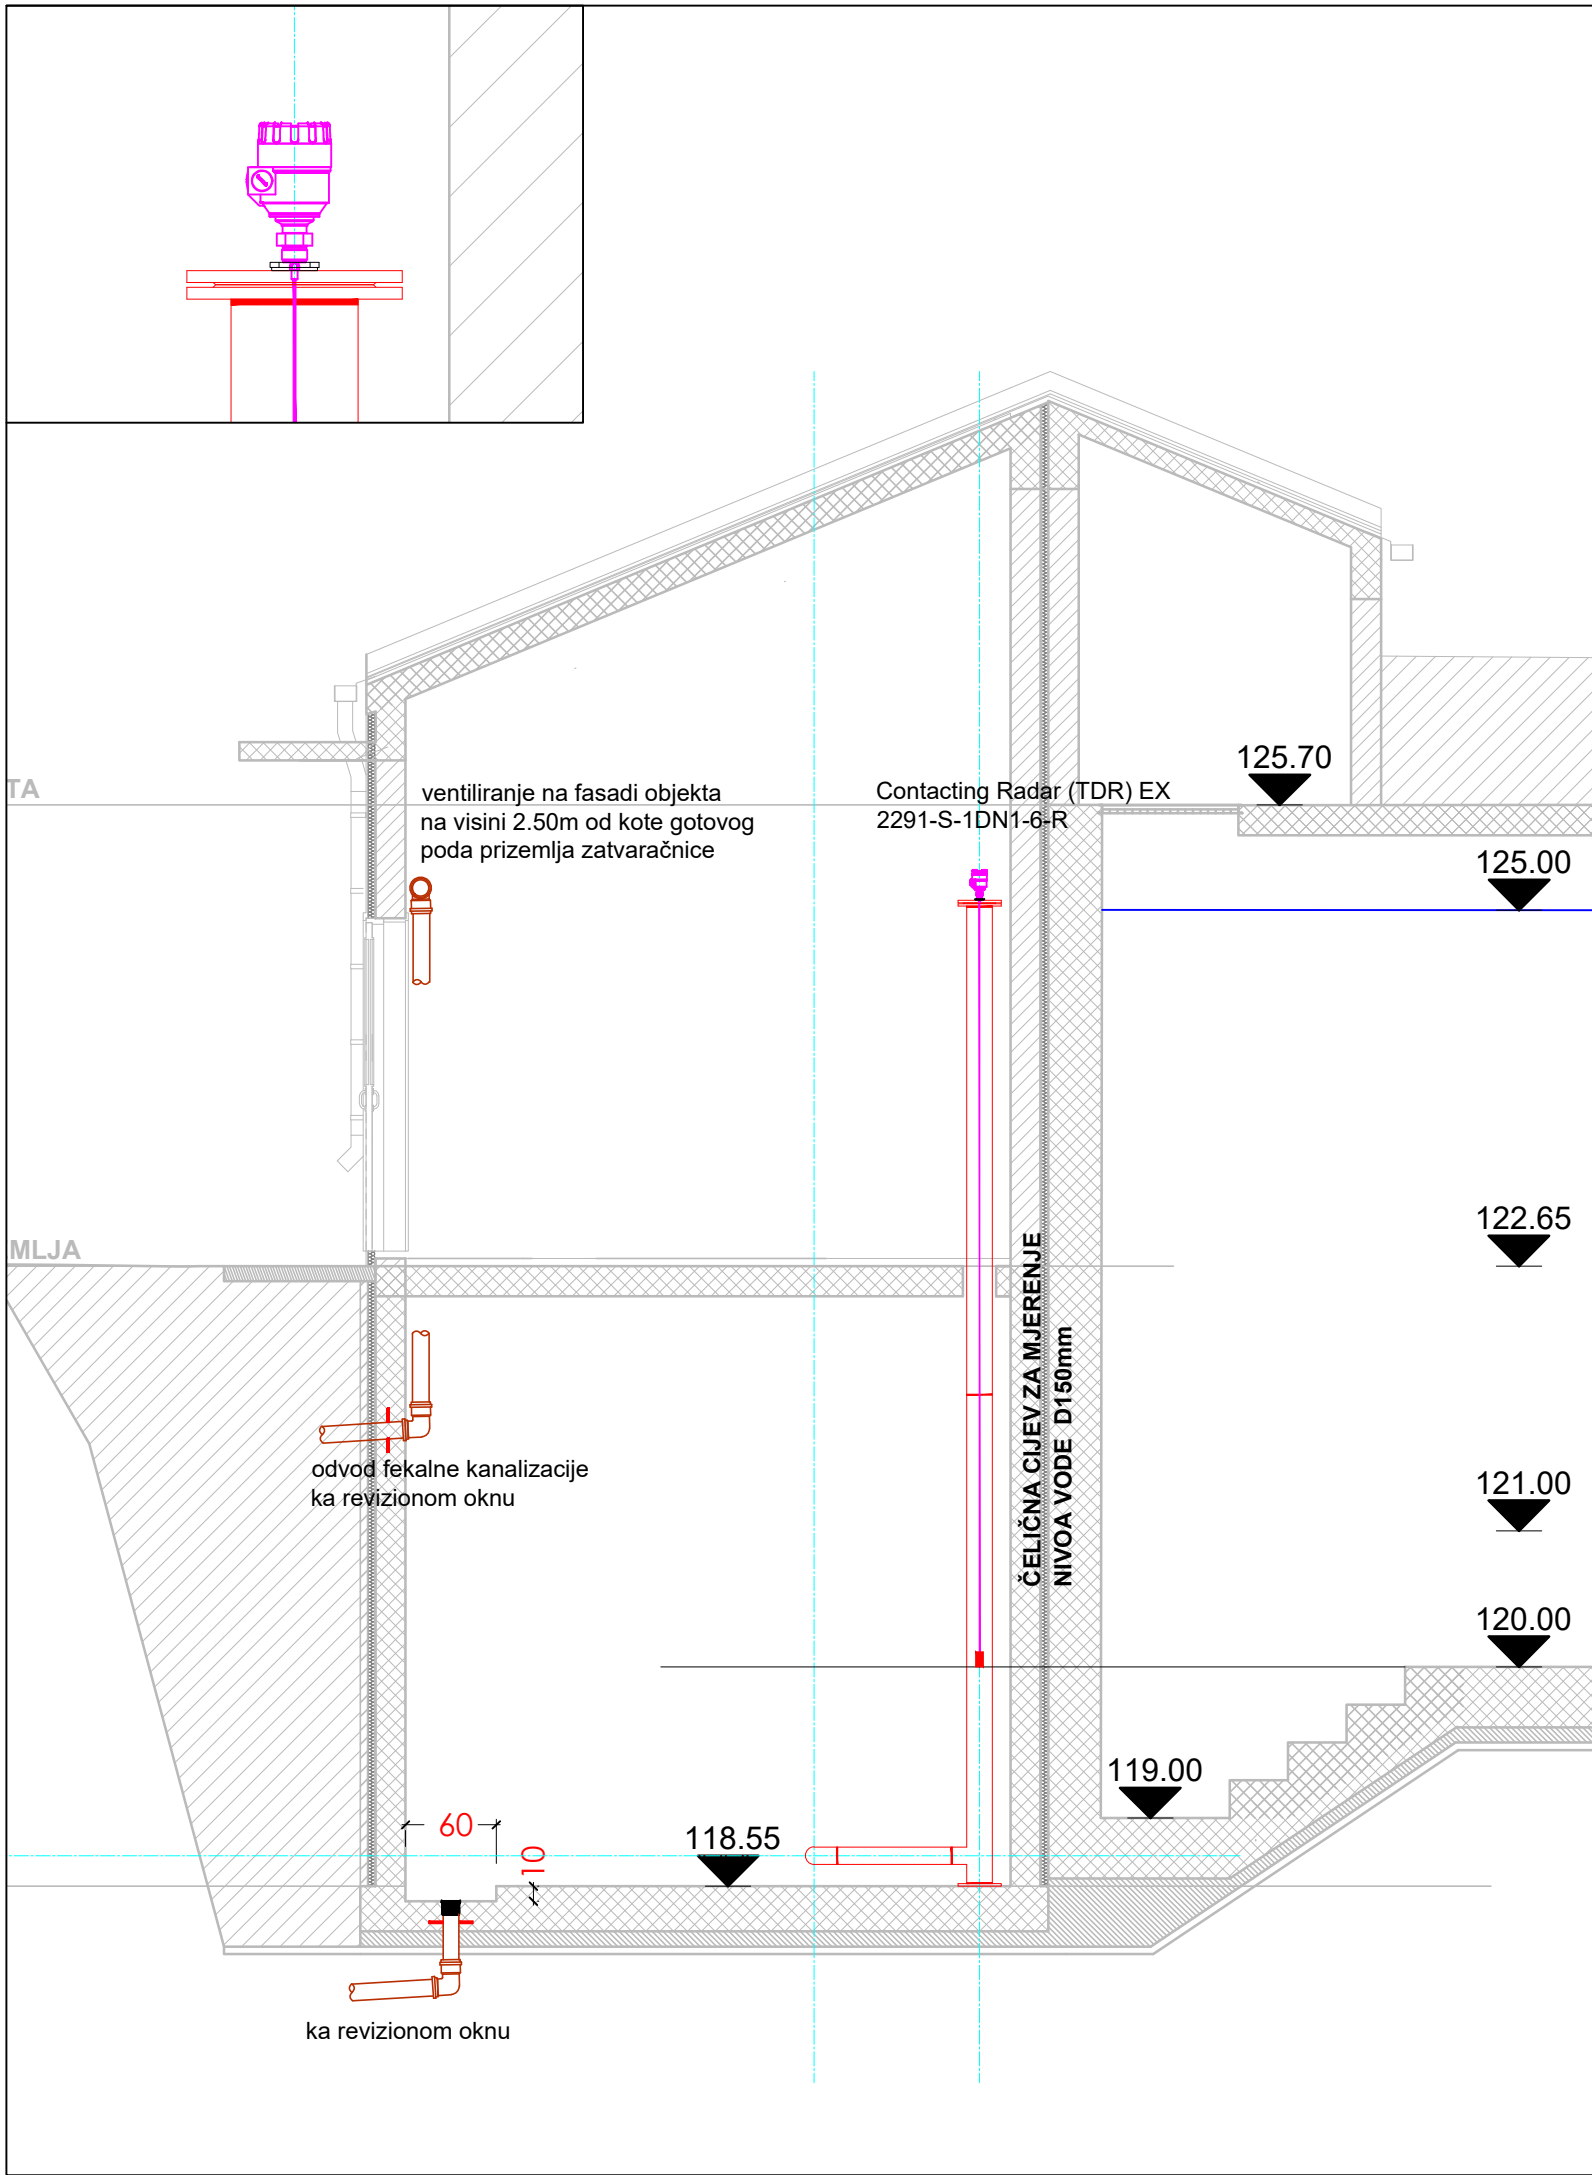 125.70
TA
ventiliranje na fasadi objekta
na visini 2.50m od kote gotovog
poda prizemlja zatvaračnice
Contacting Radar (TDR) EX
2291-S-1DN1-6-R
125.00
122.65
MLJA
ČELIČNA CIJEV ZA MJERENJE
NIVOA VODE D150mm
odvod fekalne kanalizacije
ka revizionom oknu
121.00
120.00
119.00
60
10
118.55
ka revizionom oknu